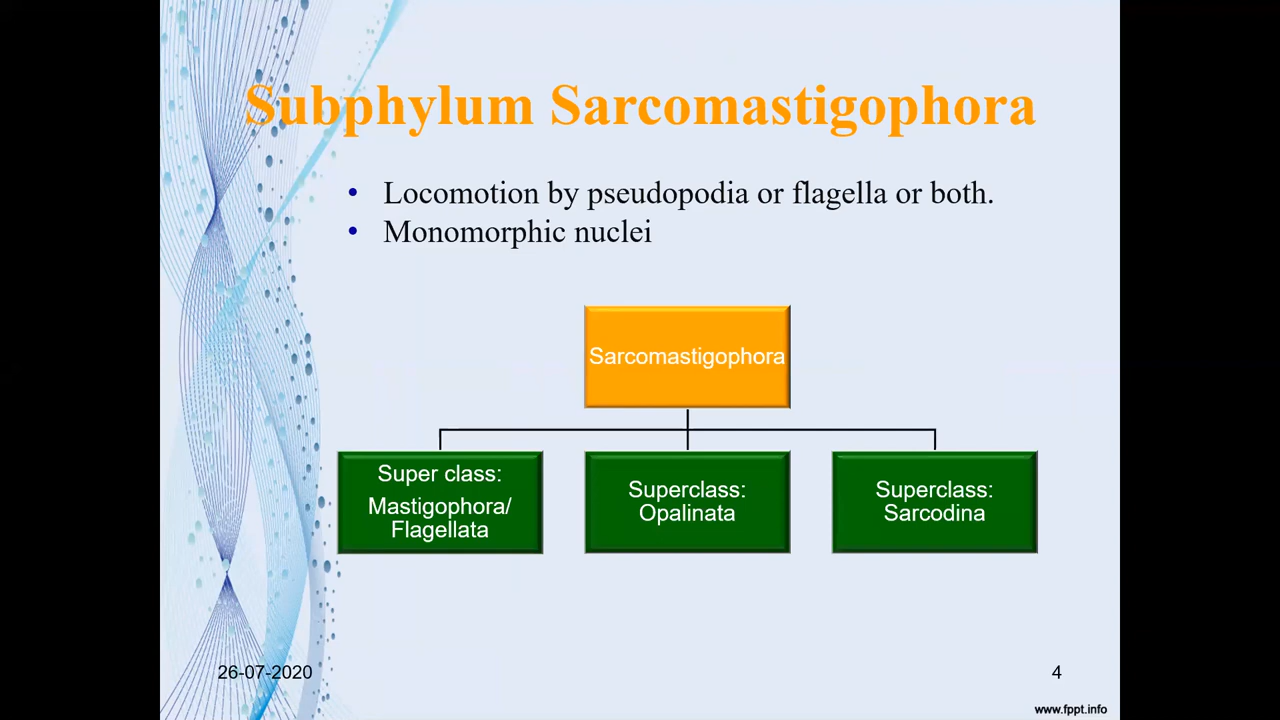 Subphylum Sarcomastigophora
• Locomotion by pseudopodia or flagella or both.
• Monomorphic nuclei
Sarcomastigophora
Super class:
Mastigophora/
Flagellata
Superclass:
Opalinata
Superclass:
Sarcodina
26-07-2020
4
www.fppt.info